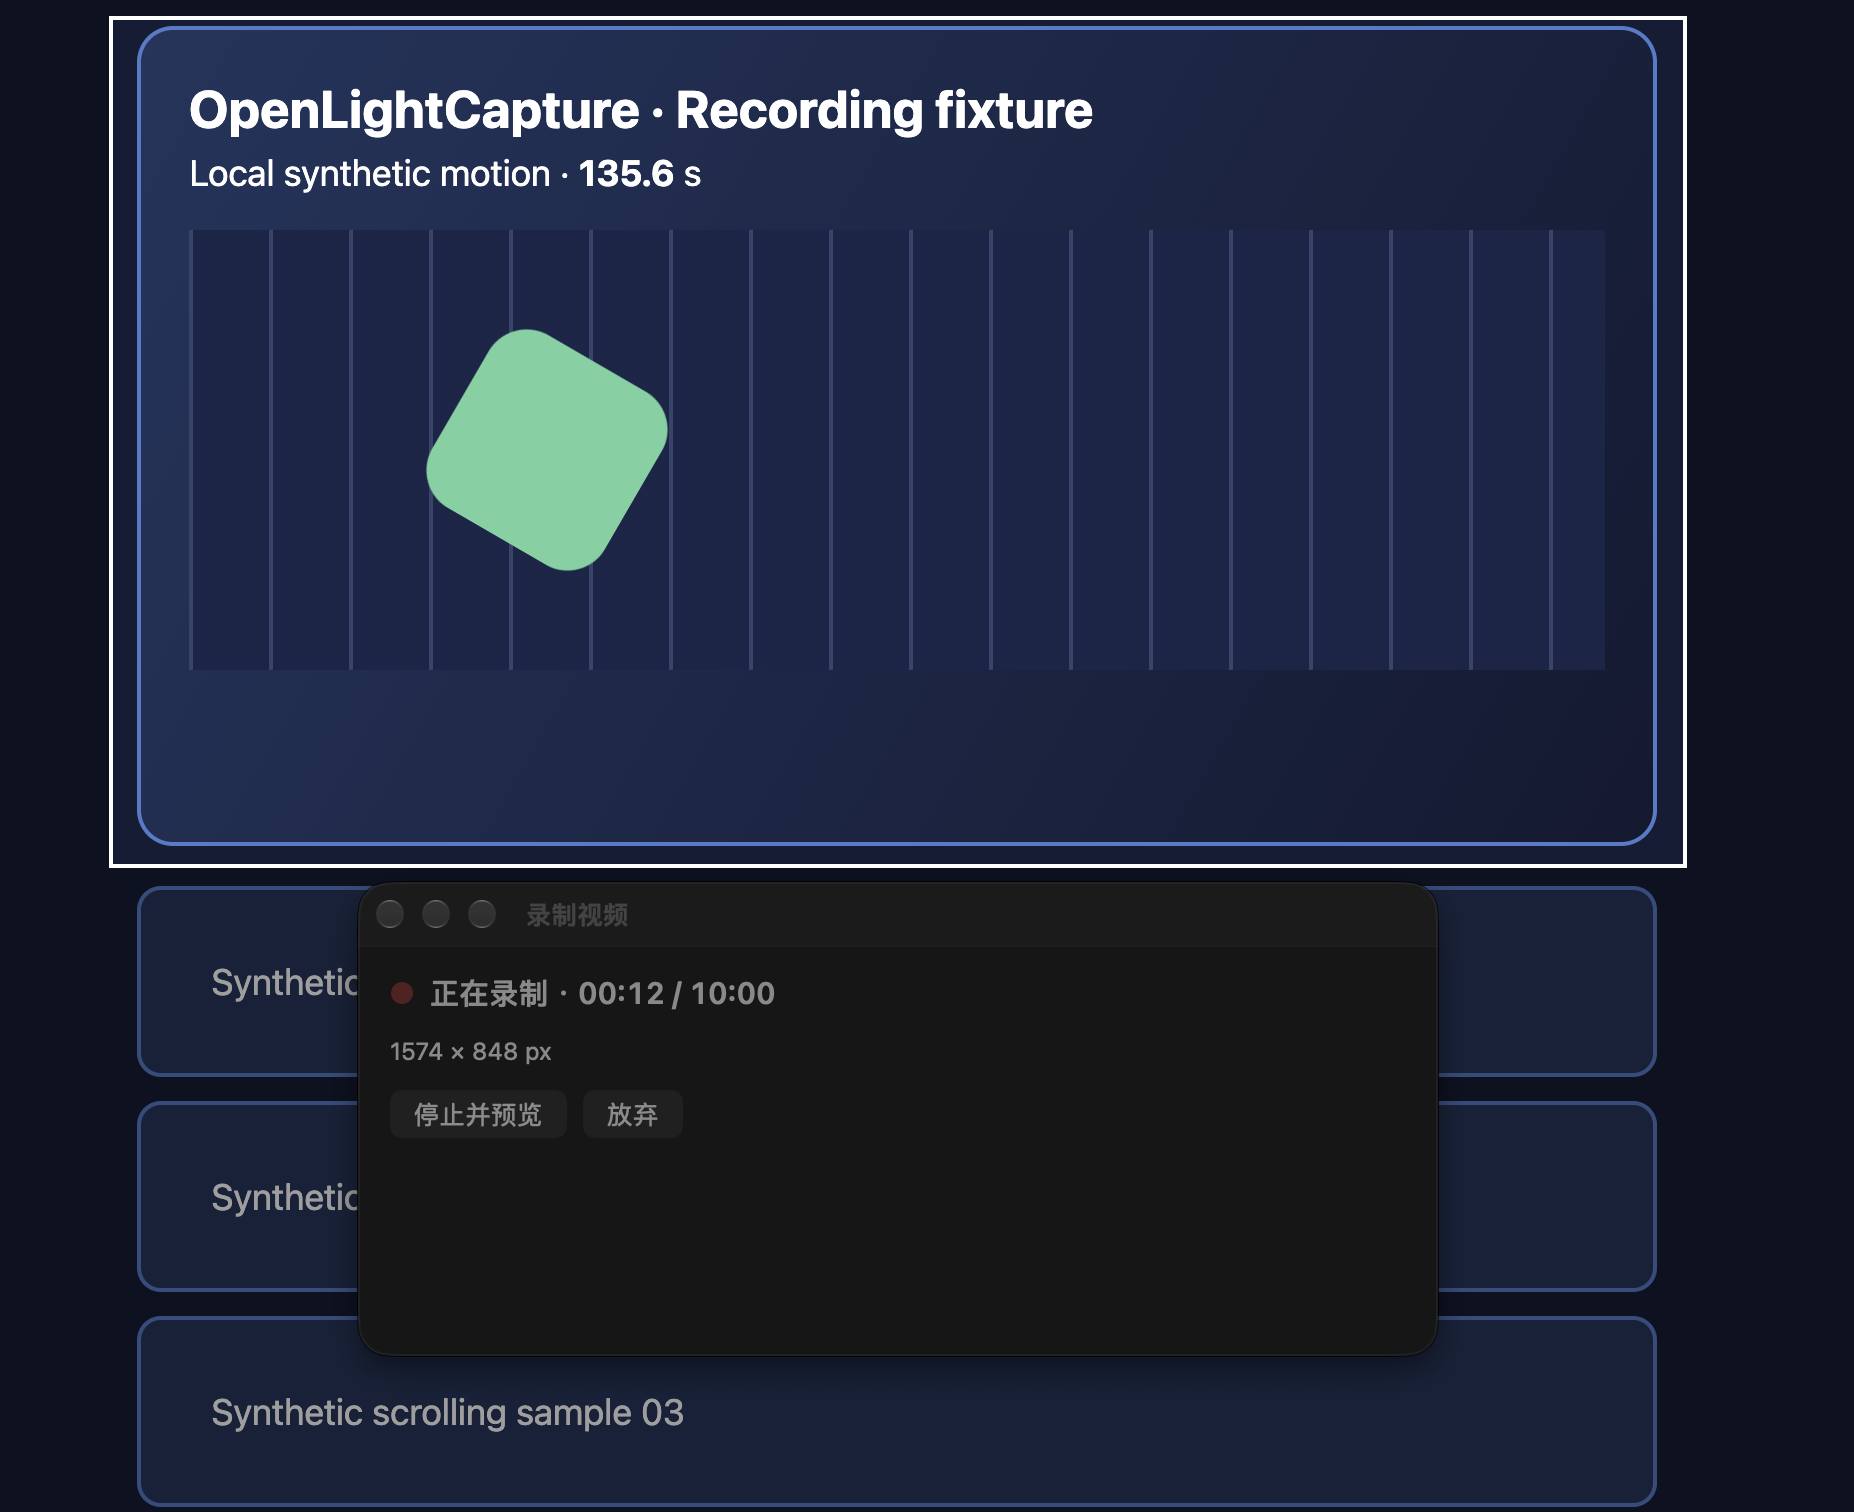 OpenLightCapture · Recording fixture
Local synthetic motion · 135.6 s
录制视频
正在录制 · 00:12 / 10:00
1574 × 848 px
停止并预览 放弃
Synthetic
Synthetic
Synthetic scrolling sample 03